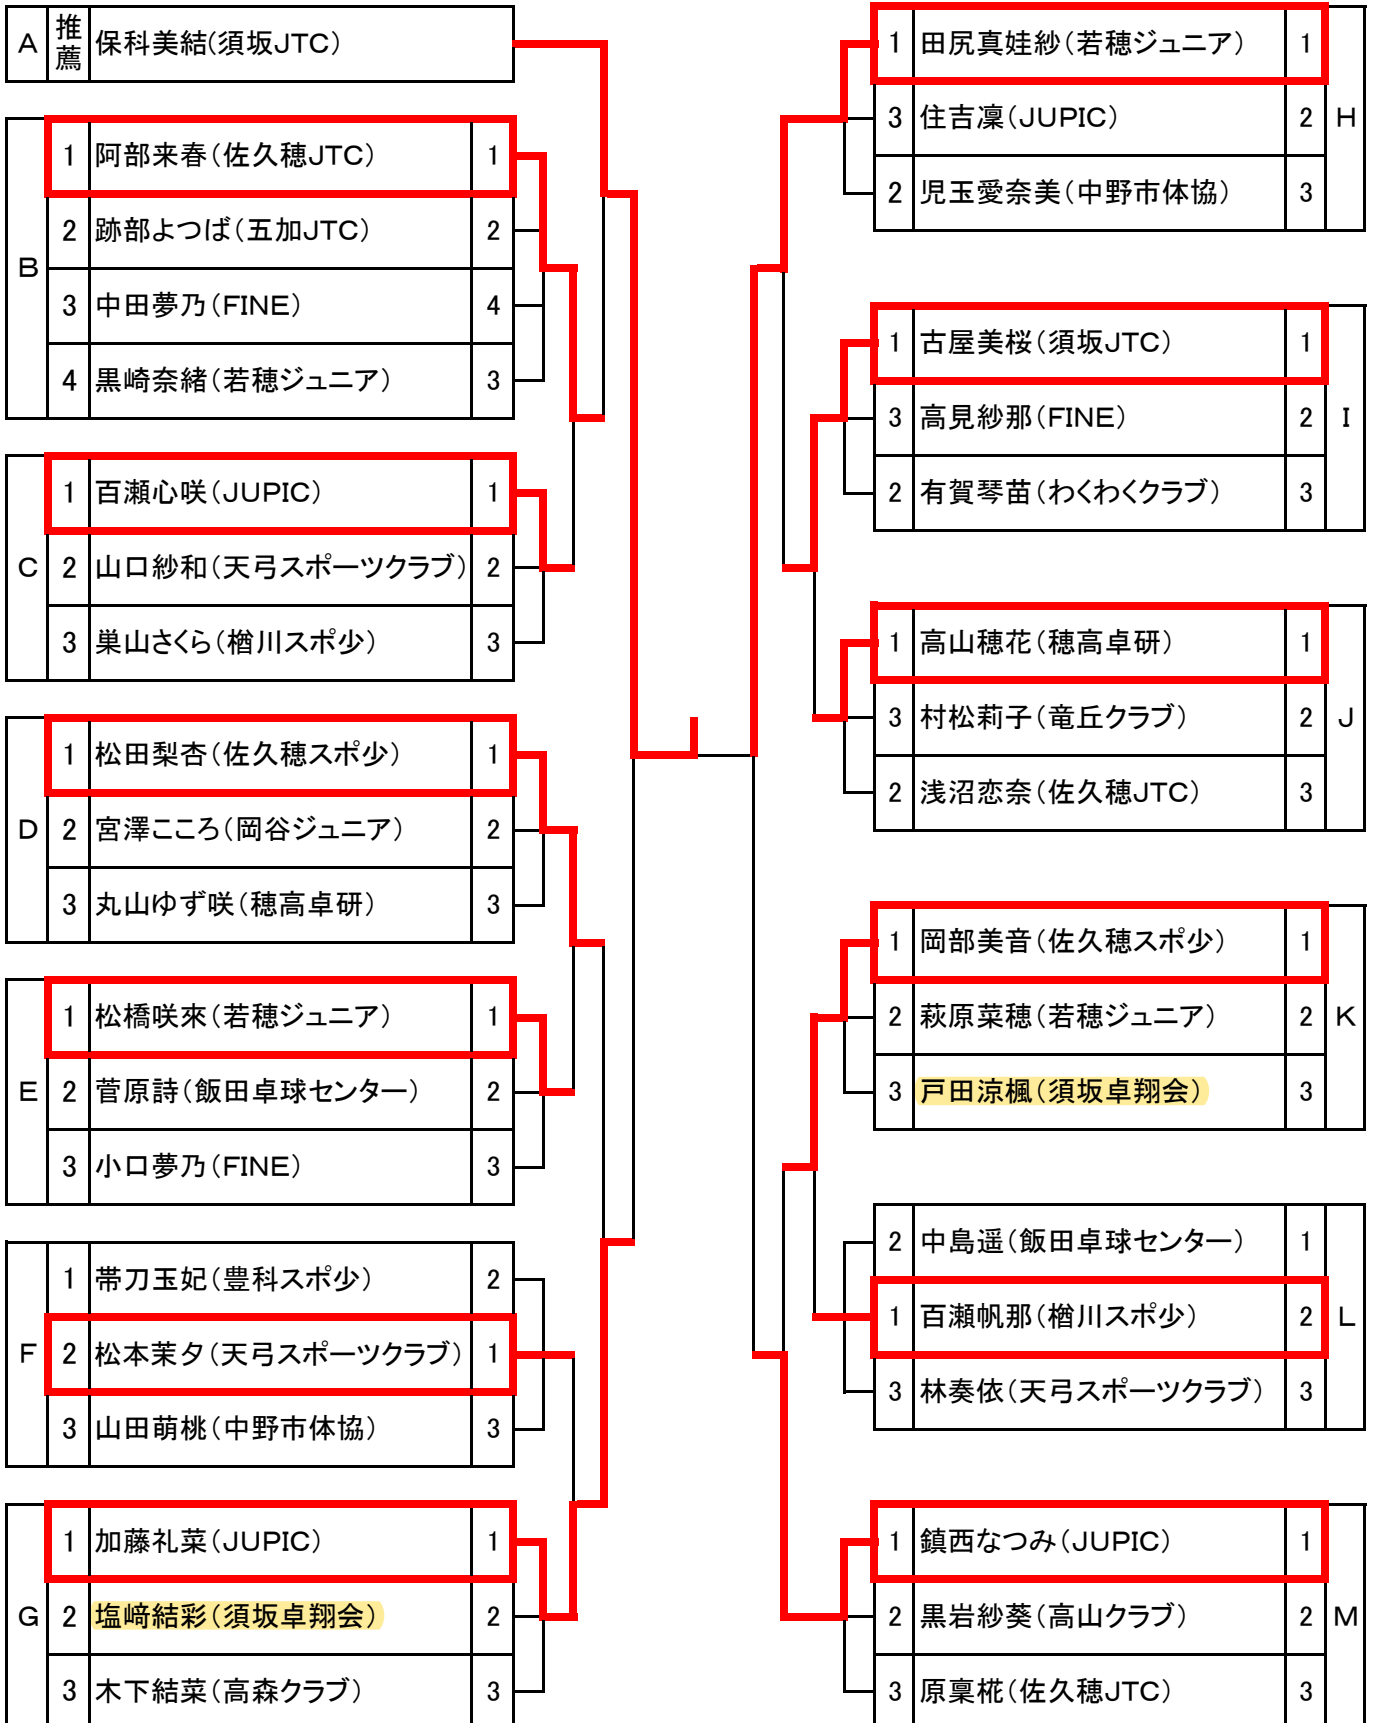 A 推薦 保科美結(須坂JTC)
B
1 阿部来春(佐久穂JTC) 1
2 跡部よつば(五加JTC) 2
3 中田夢乃(FINE) 4
4 黒崎奈緒(若穂ジュニア) 3
C
1 百瀬心咲(JUPIC) 1
2 山口紗和(天弓スポーツクラブ) 2
3 巣山さくら(楢川スポ少) 3
D
1 松田梨杏(佐久穂スポ少) 1
2 宮澤こころ(岡谷ジュニア) 2
3 丸山ゆず咲(穂高卓研) 3
E
1 松橋咲來(若穂ジュニア) 1
2 菅原詩(飯田卓球センター) 2
3 小口夢乃(FINE) 3
F
1 帯刀玉妃(豊科スポ少) 2
2 松本茉夕(天弓スポーツクラブ) 1
3 山田萌桃(中野市体協) 3
G
1 加藤礼菜(JUPIC) 1
2 塩﨑結彩(須坂卓翔会) 2
3 木下結菜(高森クラブ) 3
H
1 田尻真娃紗(若穂ジュニア) 1
3 住吉凜(JUPIC) 2
2 児玉愛奈美(中野市体協) 3
I
1 古屋美桜(須坂JTC) 1
3 高見紗那(FINE) 2
2 有賀琴苗(わくわくクラブ) 3
J
1 高山穂花(穂高卓研) 1
3 村松莉子(竜丘クラブ) 2
2 浅沼恋奈(佐久穂JTC) 3
K
1 岡部美音(佐久穂スポ少) 1
2 萩原菜穂(若穂ジュニア) 2
3 戸田涼楓(須坂卓翔会) 3
L
2 中島遥(飯田卓球センター) 1
1 百瀬帆那(楢川スポ少) 2
3 林奏依(天弓スポーツクラブ) 3
M
1 鎮西なつみ(JUPIC) 1
2 黒岩紗葵(高山クラブ) 2
3 原稟椛(佐久穂JTC) 3